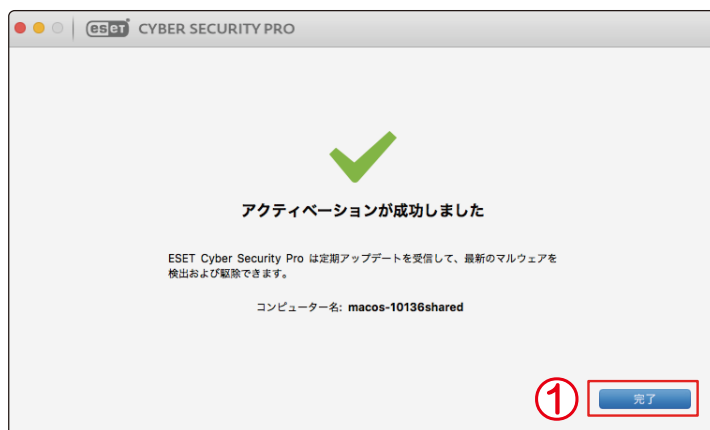 eset CYBER SECURITY PRO
アクティベーションが成功しました
ESET Cyber Security Pro は定期アップデートを受信して、最新のマルウェアを
検出および駆除できます。
コンピューター名: macos-10136shared
① 完了